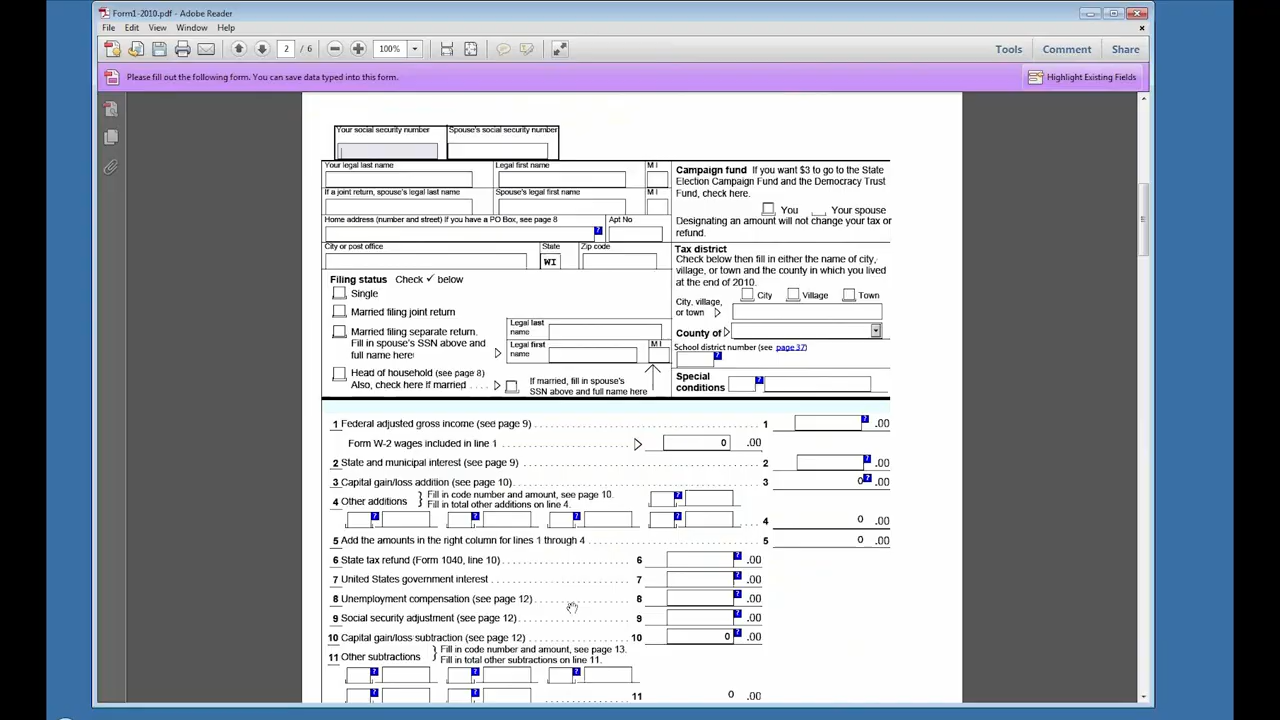 Form1-2010.pdf - Adobe Reader
File Edit View Window Help
2 / 6 100% Tools Comment Share
Please fill out the following form. You can save data typed into this form. Highlight Existing Fields
Your social security number Spouse's social security number
Your legal last name Legal first name M I
If a joint return, spouse's legal last name Spouse's legal first name M I
Home address (number and street) If you have a PO Box, see page 8 Apt No
City or post office State Zip code
WI
Campaign fund If you want $3 to go to the State
Election Campaign Fund and the Democracy Trust
Fund, check here.
You Your spouse
Designating an amount will not change your tax or
refund.
Tax district
Check below then fill in either the name of city,
village, or town and the county in which you lived
at the end of 2010.
City Village Town
City, village,
or town
County of
School district number (see page 37)
Special
conditions
Filing status Check ✓ below
Single
Married filing joint return
Married filing separate return.
Fill in spouse's SSN above and
full name here
Legal last
name
Legal first
name
M I
Head of household (see page 8)
Also, check here if married ....
If married, fill in spouse's
SSN above and full name here
1 Federal adjusted gross income (see page 9) 1 .00
Form W-2 wages included in line 1 0 .00
2 State and municipal interest (see page 9) 2 .00
3 Capital gain/loss addition (see page 10) 3 0 .00
4 Other additions } Fill in code number and amount, see page 10.
Fill in total other additions on line 4.
4 0 .00
5 Add the amounts in the right column for lines 1 through 4 5 0 .00
6 State tax refund (Form 1040, line 10) 6 .00
7 United States government interest 7 .00
8 Unemployment compensation (see page 12) 8 .00
9 Social security adjustment (see page 12) 9 .00
10 Capital gain/loss subtraction (see page 12) 10 0 .00
11 Other subtractions } Fill in code number and amount, see page 13.
Fill in total other subtractions on line 11.
11 0 .00